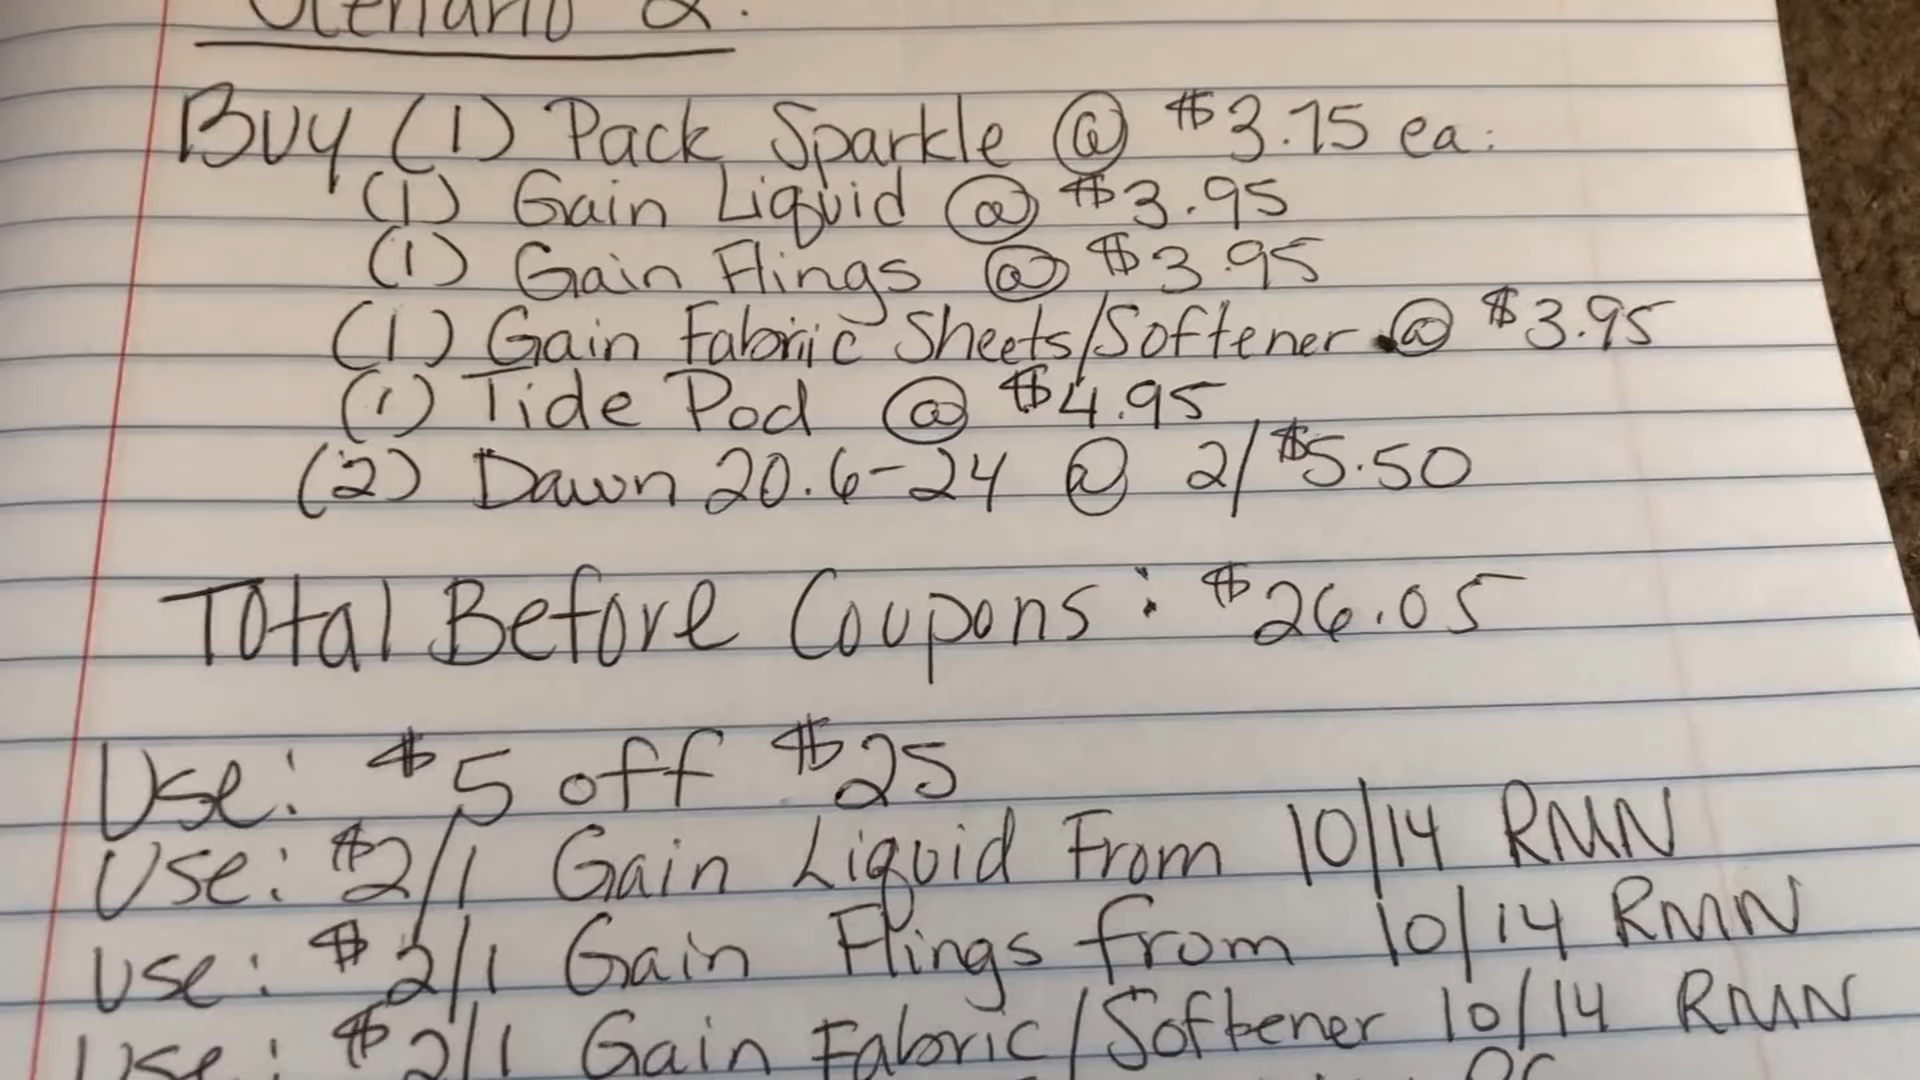 Scenario 2:
Buy (1) Pack Sparkle @ $3.75 ea.
(1) Gain Liquid @ $3.95
(1) Gain Flings @ $3.95
(1) Gain Fabric Sheets/Softener @ $3.95
(1) Tide Pod @ $4.95
(2) Dawn 20.6-24 @ 2/$5.50
Total Before Coupons: $26.05
Use: $5 off $25
Use: $2/1 Gain Liquid From 10/14 RMN
Use: $2/1 Gain Flings from 10/14 RMN
Use: $2/1 Gain Fabric/Softener 10/14 RMN